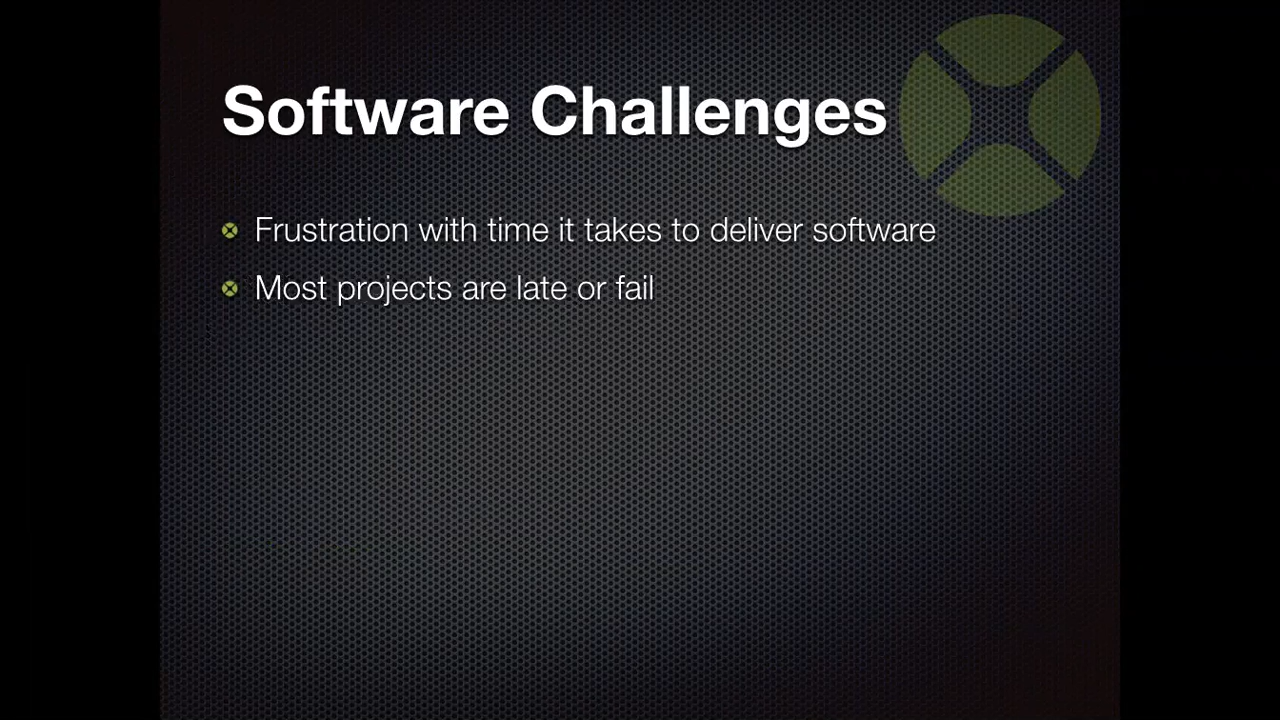 Software Challenges
Frustration with time it takes to deliver software
Most projects are late or fail